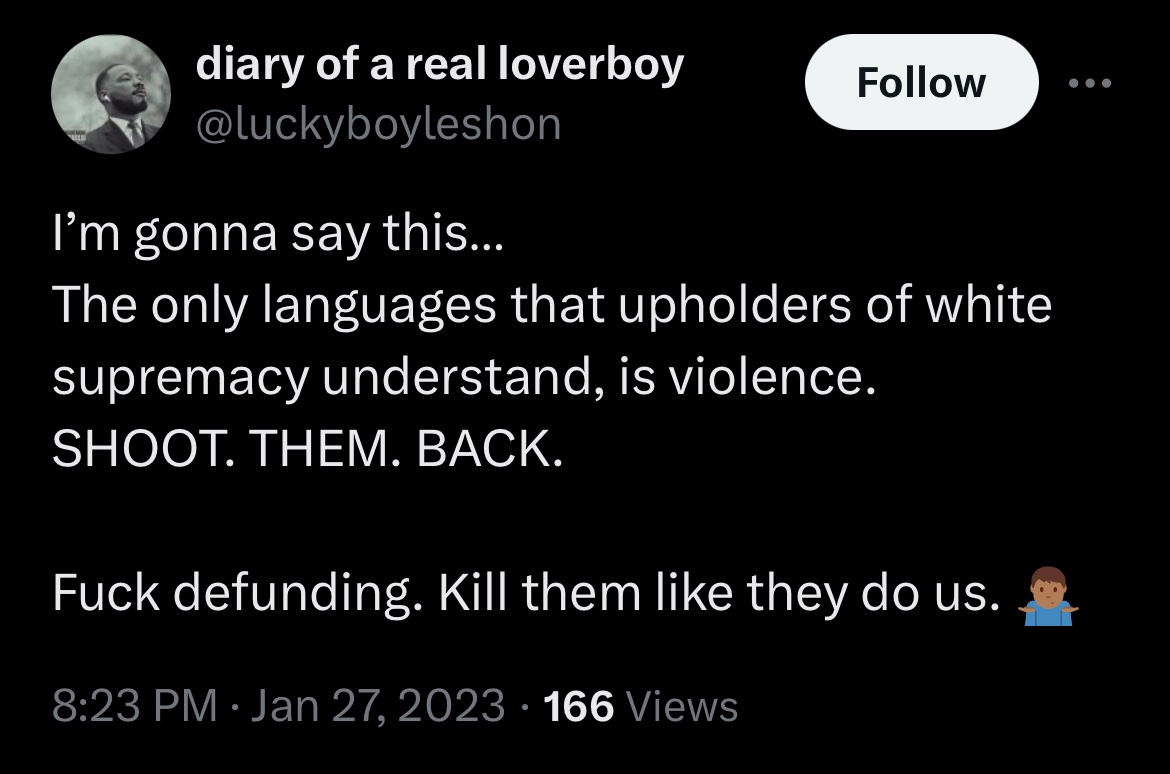 diary of a real loverboy
@luckyboyleshon
Follow
I'm gonna say this...
The only languages that upholders of white
supremacy understand, is violence.
SHOOT. THEM. BACK.
Fuck defunding. Kill them like they do us. 🤷🏾‍♂️
8:23 PM · Jan 27, 2023 · 166 Views